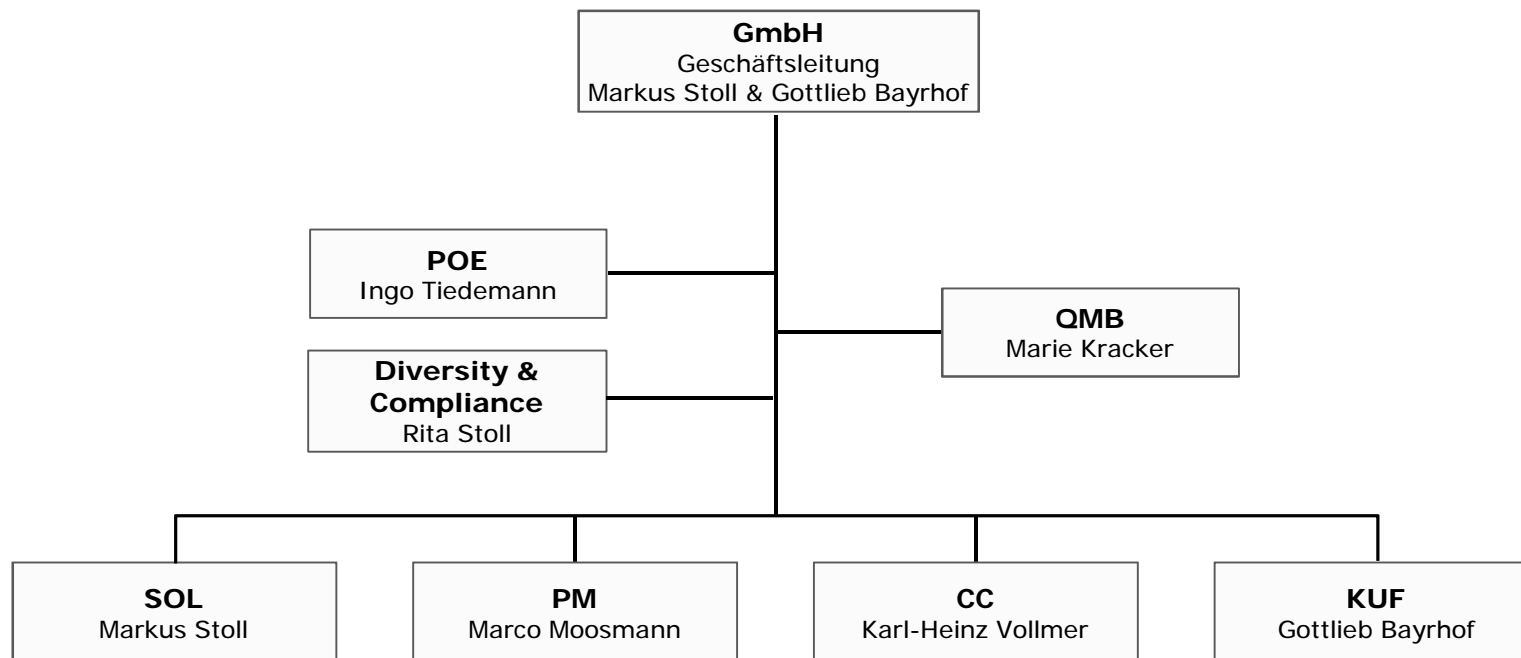 GmbH
Geschäftsleitung
Markus Stoll & Gottlieb Bayrhof
POE
Ingo Tiedemann
QMB
Marie Kracker
Diversity &
Compliance
Rita Stoll
SOL
Markus Stoll
PM
Marco Moosmann
CC
Karl-Heinz Vollmer
KUF
Gottlieb Bayrhof